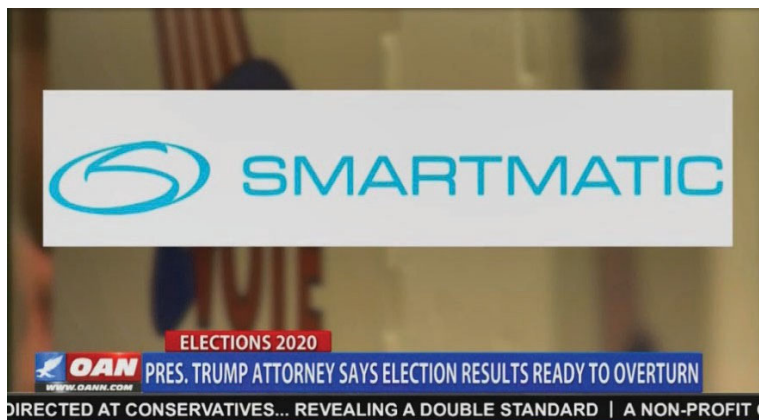 VOTE
SMARTMATIC
ELECTIONS 2020
OAN
WWW.OANN.COM
PRES. TRUMP ATTORNEY SAYS ELECTION RESULTS READY TO OVERTURN
DIRECTED AT CONSERVATIVES... REVEALING A DOUBLE STANDARD | A NON-PROFIT